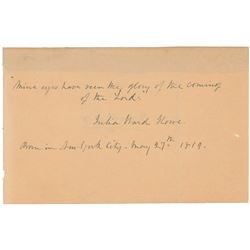 "Mine eyes have seen the glory of the coming
of the Lord."
Julia Ward Howe.
Born in New York City - May 27th. 1819.